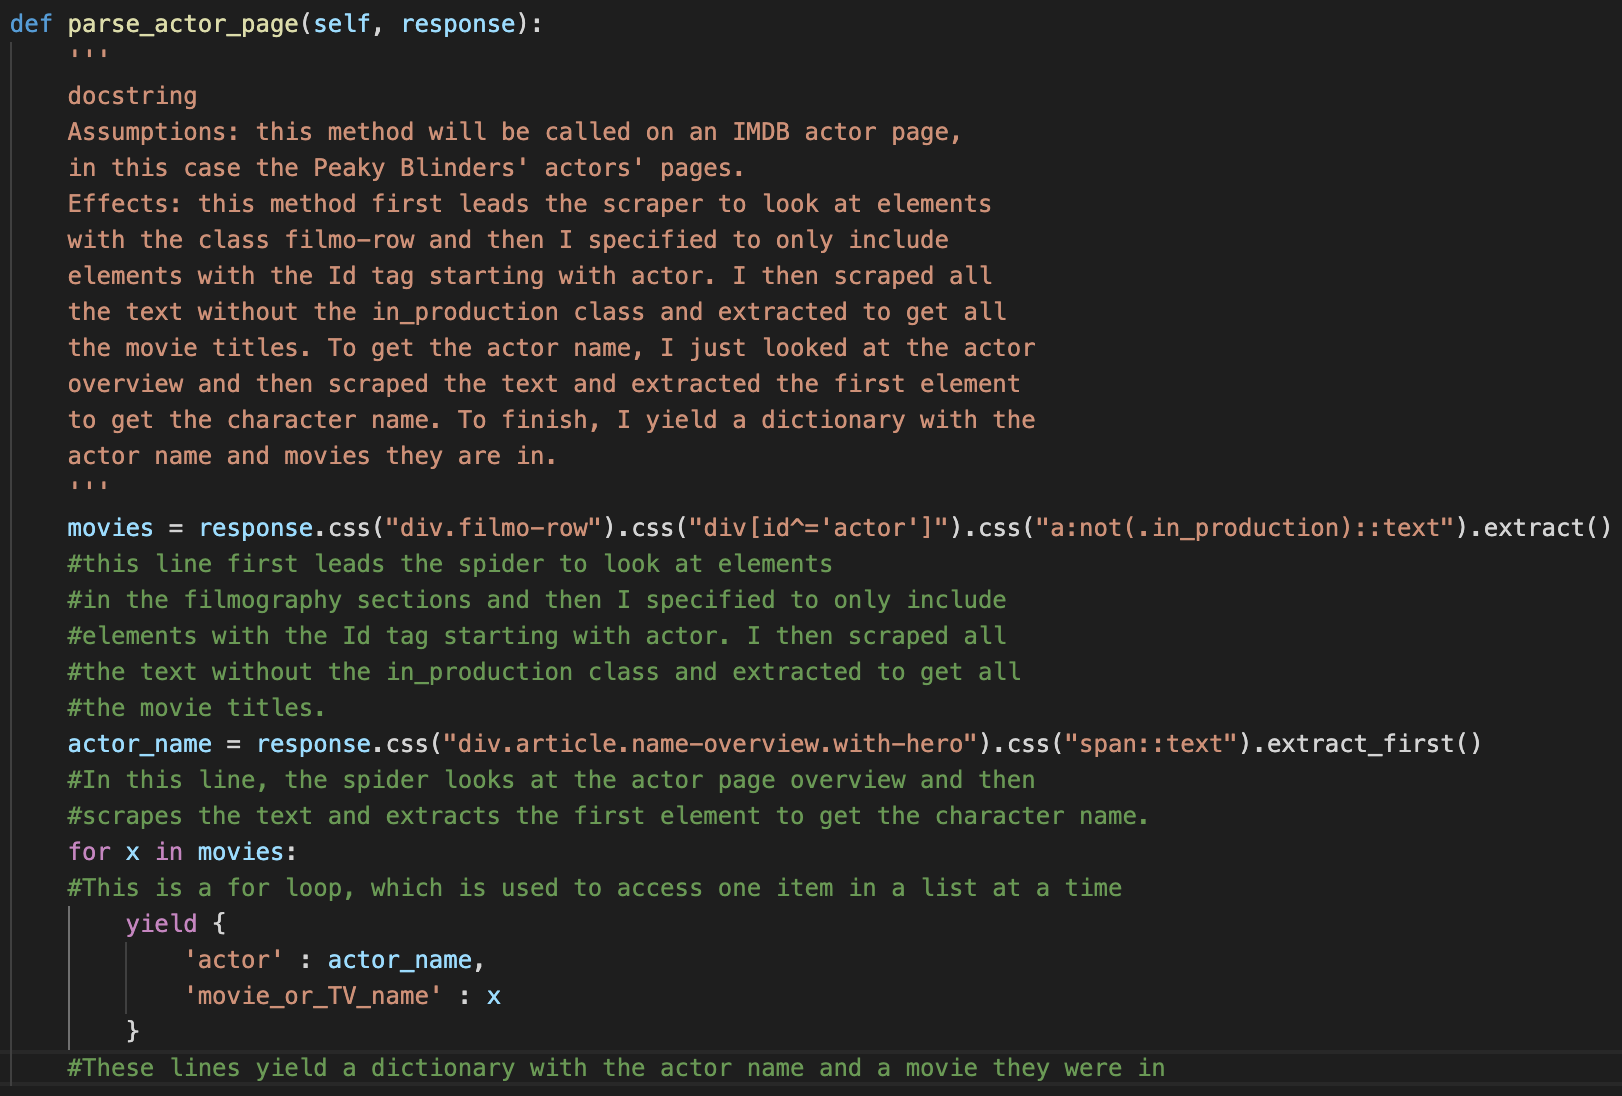 def parse_actor_page(self, response):
    '''
    docstring
    Assumptions: this method will be called on an IMDB actor page,
    in this case the Peaky Blinders' actors' pages.
    Effects: this method first leads the scraper to look at elements
    with the class filmo-row and then I specified to only include
    elements with the Id tag starting with actor. I then scraped all
    the text without the in_production class and extracted to get all
    the movie titles. To get the actor name, I just looked at the actor
    overview and then scraped the text and extracted the first element
    to get the character name. To finish, I yield a dictionary with the
    actor name and movies they are in.
    '''
    movies = response.css("div.filmo-row").css("div[id^='actor']").css("a:not(.in_production)::text").extract()
    #this line first leads the spider to look at elements
    #in the filmography sections and then I specified to only include
    #elements with the Id tag starting with actor. I then scraped all
    #the text without the in_production class and extracted to get all
    #the movie titles.
    actor_name = response.css("div.article.name-overview.with-hero").css("span::text").extract_first()
    #In this line, the spider looks at the actor page overview and then
    #scrapes the text and extracts the first element to get the character name.
    for x in movies:
    #This is a for loop, which is used to access one item in a list at a time
        yield {
            'actor' : actor_name,
            'movie_or_TV_name' : x
        }
    #These lines yield a dictionary with the actor name and a movie they were in